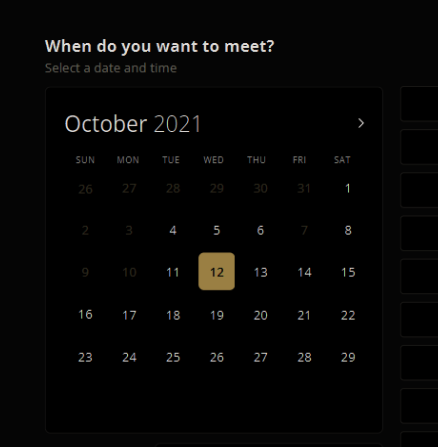 When do you want to meet?
Select a date and time
October 2021
SUN MON TUE WED THU FRI SAT
26 27 28 29 30 31 1
2 3 4 5 6 7 8
9 10 11 12 13 14 15
16 17 18 19 20 21 22
23 24 25 26 27 28 29